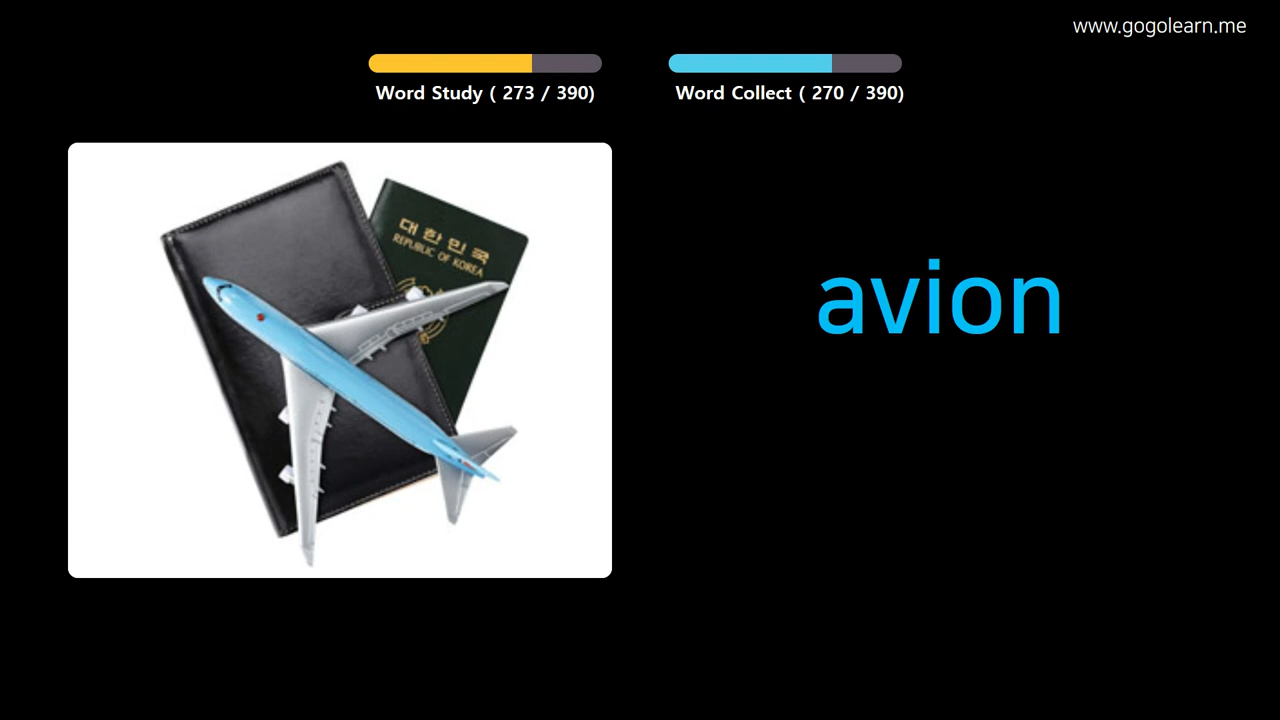 www.gogolearn.me
Word Study ( 273 / 390)
Word Collect ( 270 / 390)
대한민국
REPUBLIC OF KOREA
avion